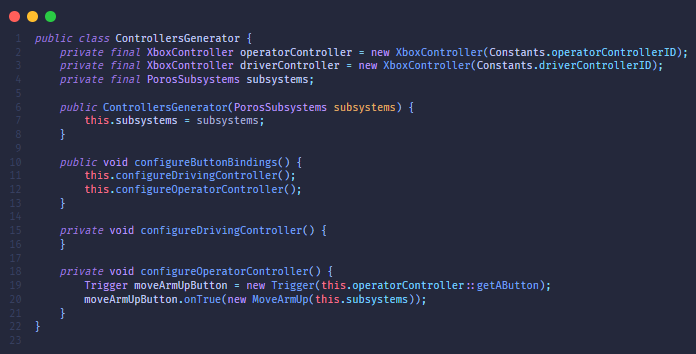 1 public class ControllersGenerator {
2     private final XboxController operatorController = new XboxController(Constants.operatorControllerID);
3     private final XboxController driverController = new XboxController(Constants.driverControllerID);
4     private final PorosSubsystems subsystems;
5
6     public ControllersGenerator(PorosSubsystems subsystems) {
7         this.subsystems = subsystems;
8     }
9
10     public void configureButtonBindings() {
11         this.configureDrivingController();
12         this.configureOperatorController();
13     }
14
15     private void configureDrivingController() {
16     }
17
18     private void configureOperatorController() {
19         Trigger moveArmUpButton = new Trigger(this.operatorController::getAButton);
20         moveArmUpButton.onTrue(new MoveArmUp(this.subsystems));
21     }
22 }
23